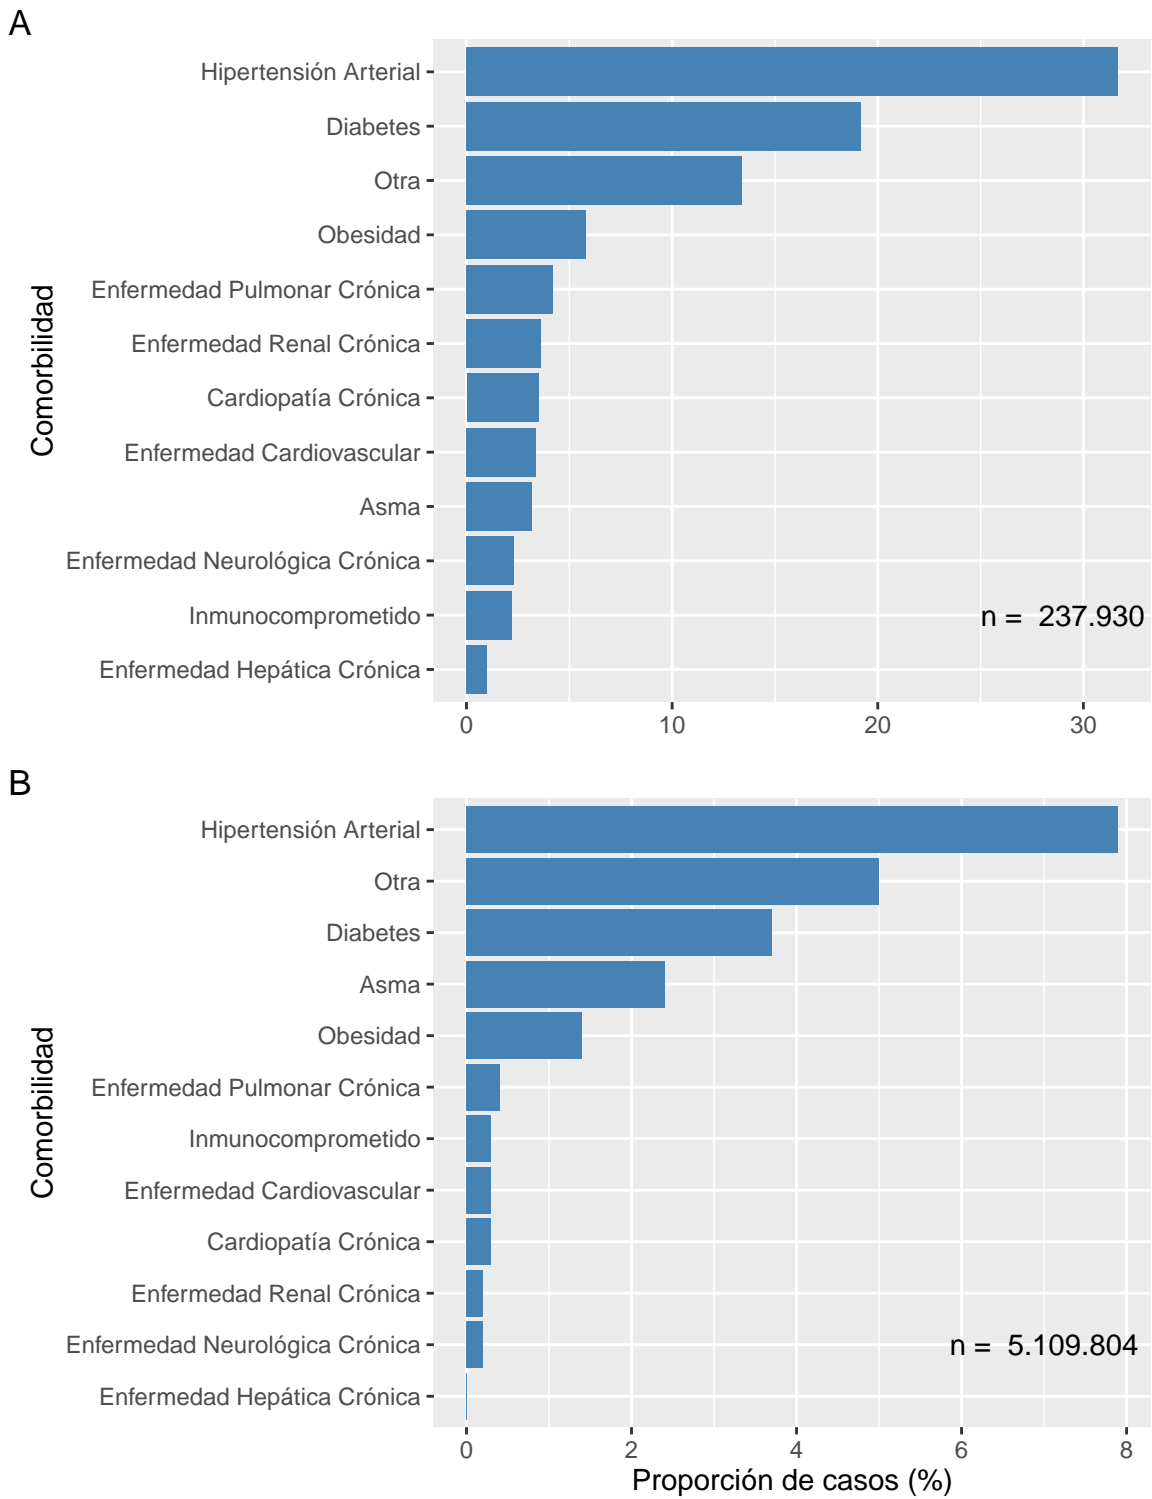 A
Hipertensión Arterial
Diabetes
Otra
Obesidad
Enfermedad Pulmonar Crónica
Enfermedad Renal Crónica
Cardiopatía Crónica
Enfermedad Cardiovascular
Asma
Enfermedad Neurológica Crónica
Inmunocomprometido
Enfermedad Hepática Crónica
Comorbilidad
n = 237.930
0 10 20 30
B
Hipertensión Arterial
Otra
Diabetes
Asma
Obesidad
Enfermedad Pulmonar Crónica
Inmunocomprometido
Enfermedad Cardiovascular
Cardiopatía Crónica
Enfermedad Renal Crónica
Enfermedad Neurológica Crónica
Enfermedad Hepática Crónica
Comorbilidad
n = 5.109.804
0 2 4 6 8
Proporción de casos (%)